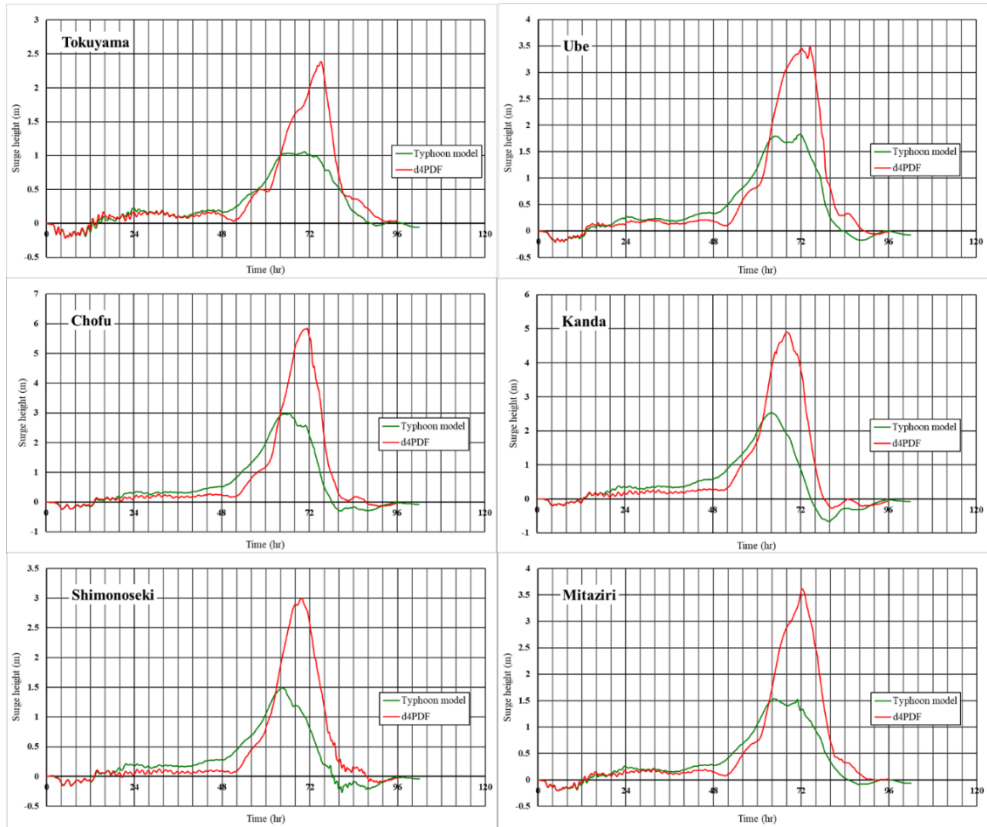 Tokuyama
3
2.5
2
1.5
1
0.5
0
-0.5
Surge height (m)
0 24 48 72 96 120
Time (hr)
Typhoon model
d4PDF
Ube
4
3.5
3
2.5
2
1.5
1
0.5
0
-0.5
Surge height (m)
0 24 48 72 96 120
Time (hr)
Typhoon model
d4PDF
Chofu
7
6
5
4
3
2
1
0
-1
Surge height (m)
0 24 48 72 96 120
Time (hr)
Typhoon model
d4PDF
Kanda
6
5
4
3
2
1
0
-1
Surge height (m)
0 24 48 72 96 120
Time (hr)
Typhoon model
d4PDF
Shimonoseki
3.5
3
2.5
2
1.5
1
0.5
0
-0.5
Surge height (m)
0 24 48 72 96 120
Time (hr)
Typhoon model
d4PDF
Mitaziri
4
3.5
3
2.5
2
1.5
1
0.5
0
-0.5
Surge height (m)
0 24 48 72 96 120
Time (hr)
Typhoon model
d4PDF